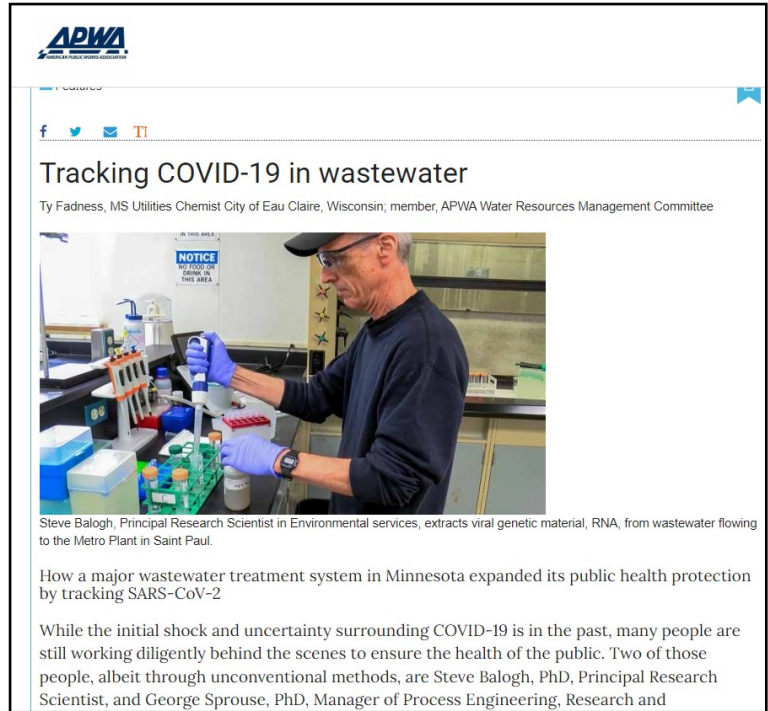 APWA
AMERICAN PUBLIC WORKS ASSOCIATION
Features
f
Tracking COVID-19 in wastewater
Ty Fadness, MS Utilities Chemist City of Eau Claire, Wisconsin; member, APWA Water Resources Management Committee
IN THIS AREA
NOTICE
NO FOOD OR
DRINK IN
THIS AREA
Steve Balogh, Principal Research Scientist in Environmental services, extracts viral genetic material, RNA, from wastewater flowing
to the Metro Plant in Saint Paul.
How a major wastewater treatment system in Minnesota expanded its public health protection
by tracking SARS-CoV-2
While the initial shock and uncertainty surrounding COVID-19 is in the past, many people are
still working diligently behind the scenes to ensure the health of the public. Two of those
people, albeit through unconventional methods, are Steve Balogh, PhD, Principal Research
Scientist, and George Sprouse, PhD, Manager of Process Engineering, Research and